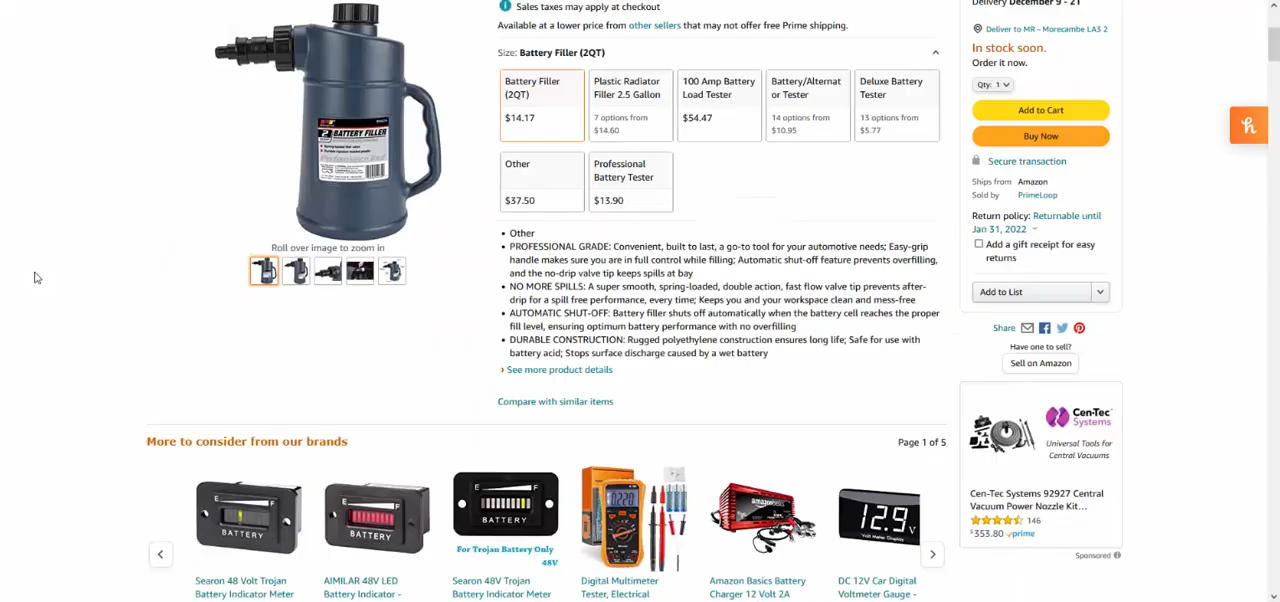 Sales taxes may apply at checkout
Available at a lower price from other sellers that may not offer free Prime shipping.
Size: Battery Filler (2QT)
Battery Filler
(2QT)
$14.17
Plastic Radiator
Filler 2.5 Gallon
7 options from
$14.60
100 Amp Battery
Load Tester
$54.47
Battery/Alternat
or Tester
14 options from
$10.95
Deluxe Battery
Tester
13 options from
$5.77
Other
$37.50
Professional
Battery Tester
$13.90
2 BATTERY FILLER
Roll over image to zoom in
• Other
• PROFESSIONAL GRADE: Convenient, built to last, a go-to tool for your automotive needs; Easy-grip
handle makes sure you are in full control while filling; Automatic shut-off feature prevents overfilling,
and the no-drip valve tip keeps spills at bay
• NO MORE SPILLS: A super smooth, spring-loaded, double action, fast flow valve tip prevents after-
drip for a spill free performance, every time; Keeps you and your workspace clean and mess-free
• AUTOMATIC SHUT-OFF: Battery filler shuts off automatically when the battery cell reaches the proper
fill level, ensuring optimum battery performance with no overfilling
• DURABLE CONSTRUCTION: Rugged polyethylene construction ensures long life; Safe for use with
battery acid; Stops surface discharge caused by a wet battery
› See more product details
Compare with similar items
Delivery December 9 - 21
Deliver to MR - Morecambe LA3 2
In stock soon.
Order it now.
Qty: 1
Add to Cart
Buy Now
Secure transaction
Ships from Amazon
Sold by PrimeLoop
Return policy: Returnable until
Jan 31, 2022
Add a gift receipt for easy
returns
Add to List
Share
Have one to sell?
Sell on Amazon
Cen-Tec
Systems
Universal Tools for
Central Vacuums
Cen-Tec Systems 92927 Central
Vacuum Power Nozzle Kit...
146
$353.80 prime
Sponsored
More to consider from our brands
Page 1 of 5
E F
BATTERY
E F
BATTERY
E F
BATTERY
For Trojan Battery Only
48V
0.220
12.9V
Searon 48 Volt Trojan
Battery Indicator Meter
AIMILAR 48V LED
Battery Indicator -
Searon 48V Trojan
Battery Indicator Meter
Digital Multimeter
Tester, Electrical
Amazon Basics Battery
Charger 12 Volt 2A
DC 12V Car Digital
Voltmeter Gauge -